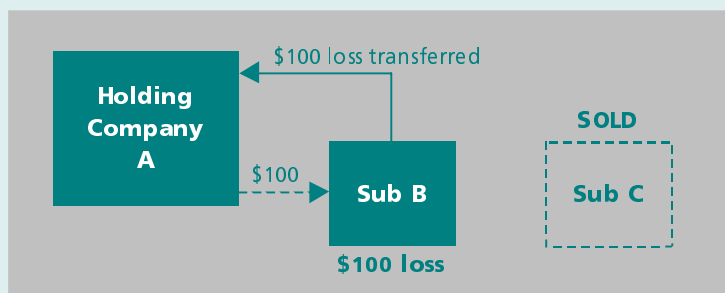 $100 loss transferred
Holding
Company
A
$100
Sub B
$100 loss
SOLD
Sub C